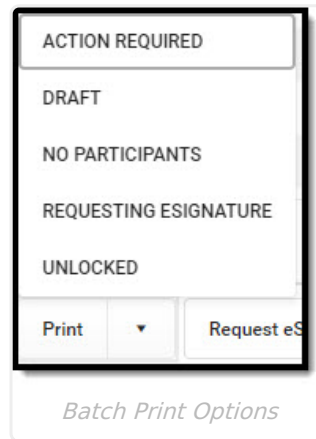 ACTION REQUIRED
DRAFT
NO PARTICIPANTS
REQUESTING ESIGNATURE
UNLOCKED
Print Request eS
Batch Print Options